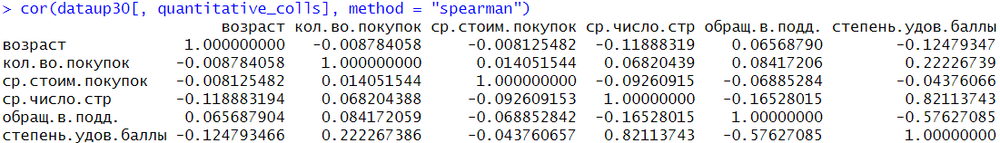 > cor(dataup30[, quantitative_colls], method = "spearman")
возраст кол.во.покупок ср.стоим.покупок ср.число.стр обращ.в.подд. степень.удов.баллы
возраст 1.000000000 -0.008784058 -0.008125482 -0.11888319 0.06568790 -0.12479347
кол.во.покупок -0.008784058 1.000000000 0.014051544 0.06820439 0.08417206 0.22226739
ср.стоим.покупок -0.008125482 0.014051544 1.000000000 -0.09260915 -0.06885284 -0.04376066
ср.число.стр -0.118883194 0.068204388 -0.092609153 1.00000000 -0.16528015 0.82113743
обращ.в.подд. 0.065687904 0.084172059 -0.068852842 -0.16528015 1.00000000 -0.57627085
степень.удов.баллы -0.124793466 0.222267386 -0.043760657 0.82113743 -0.57627085 1.00000000